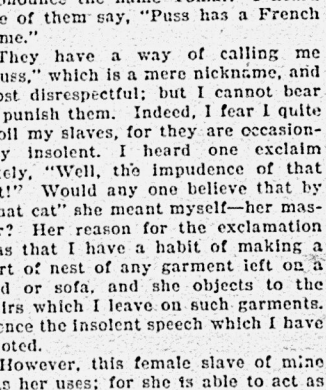 e of them say, "Puss has a French
me."
They have a way of calling me
uss," which is a mere nickname, and
ost disrespectful; but I cannot bear
punish them. Indeed, I fear I quite
oil my slaves, for they are occasion-
y insolent. I heard one exclaim
tely, "Well, the impudence of that
t!" Would any one believe that by
hat cat" she meant myself—her mas-
r? Her reason for the exclamation
as that I have a habit of making a
rt of nest of any garment left on a
d or sofa, and she objects to the
irs which I leave on such garments.
ence the insolent speech which I have
oted.
However, this female slave of mine
s her uses; for she is able to act as